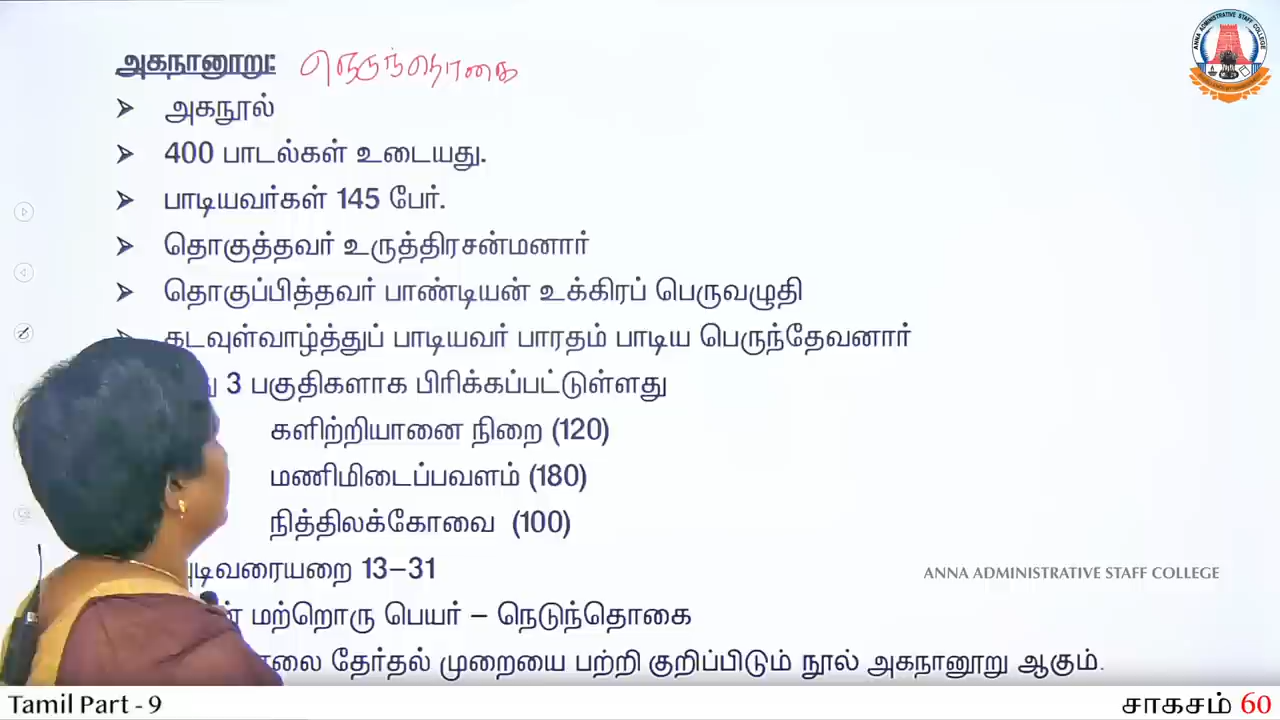 அகநானூறு: நெடுந்தொகை
➢ அகநூல்
➢ 400 பாடல்கள் உடையது.
➢ பாடியவர்கள் 145 பேர்.
➢ தொகுத்தவர் உருத்திரசன்மனார்
➢ தொகுப்பித்தவர் பாண்டியன் உக்கிரப் பெருவழுதி
கடவுள்வாழ்த்துப் பாடியவர் பாரதம் பாடிய பெருந்தேவனார்
3 பகுதிகளாக பிரிக்கப்பட்டுள்ளது
களிற்றியானை நிறை (120)
மணிமிடைப்பவளம் (180)
நித்திலக்கோவை (100)
13–31
ANNA ADMINISTRATIVE STAFF COLLEGE
மற்றொரு பெயர் – நெடுந்தொகை
தேர்தல் முறையை பற்றி குறிப்பிடும் நூல் அகநானூறு ஆகும்.
Tamil Part - 9
சாகசம் 60